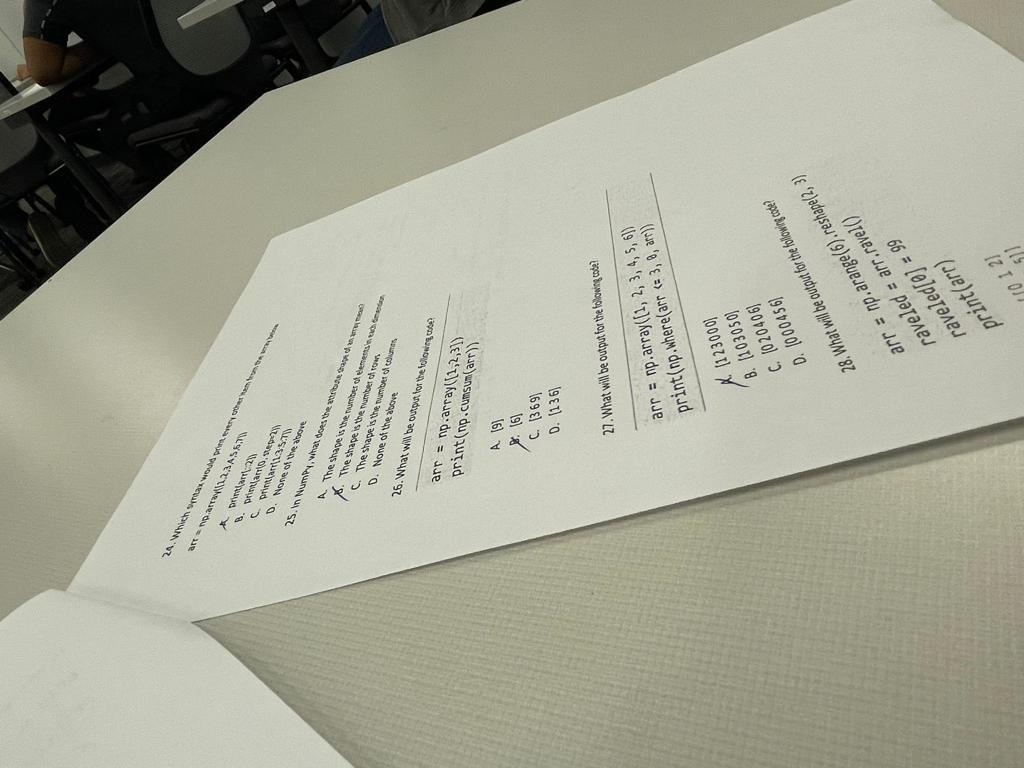 24. Which syntax would print every other item from the array below
arr = np.array([1,2,3,4,5,6,7])
A. print(arr[::2])
B. print(arr[0, step=2])
C. print(arr[1:3:5:7])
D. None of the above
25. In NumPy, what does the attribute shape of an array mean?
A. The shape is the number of elements in each dimension
B. The shape is the number of rows
C. The shape is the number of columns
D. None of the above
26. What will be output for the following code?
arr = np.array([1,2,3])
print(np.cumsum(arr))
A. [9]
B. [6]
C. [3 6 9]
D. [1 3 6]
27. What will be output for the following code?
arr = np.array([1, 2, 3, 4, 5, 6])
print(np.where(arr <= 3, 0, arr))
A. [1 2 3 0 0 0]
B. [1 0 3 0 5 0]
C. [0 2 0 4 0 6]
D. [0 0 0 4 5 6]
28. What will be output for the following code?
arr = np.arange(6).reshape(2, 3)
raveled = arr.ravel()
raveled[0] = 99
print(arr)
[[0 1 2]
5]]